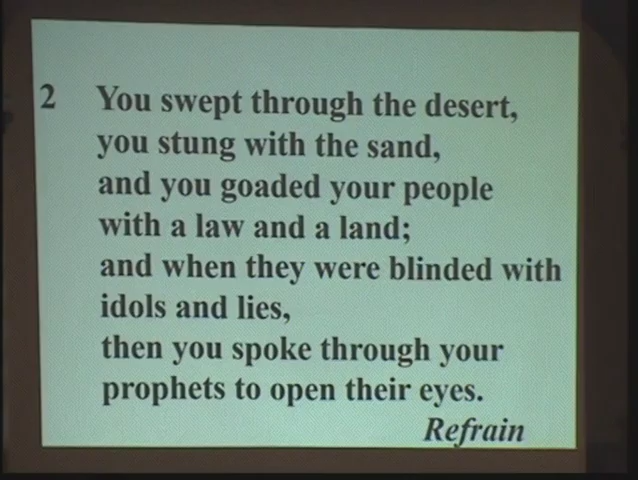 2 You swept through the desert,
you stung with the sand,
and you goaded your people
with a law and a land;
and when they were blinded with
idols and lies,
then you spoke through your
prophets to open their eyes.
Refrain